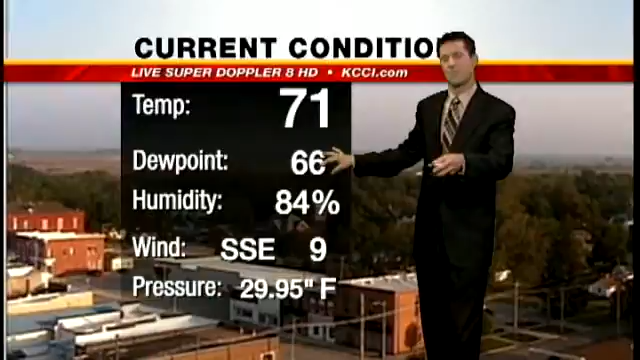 CURRENT CONDITIO
LIVE SUPER DOPPLER 8 HD • KCCI.com
Temp: 71
Dewpoint: 66
Humidity: 84%
Wind: SSE 9
Pressure: 29.95" F